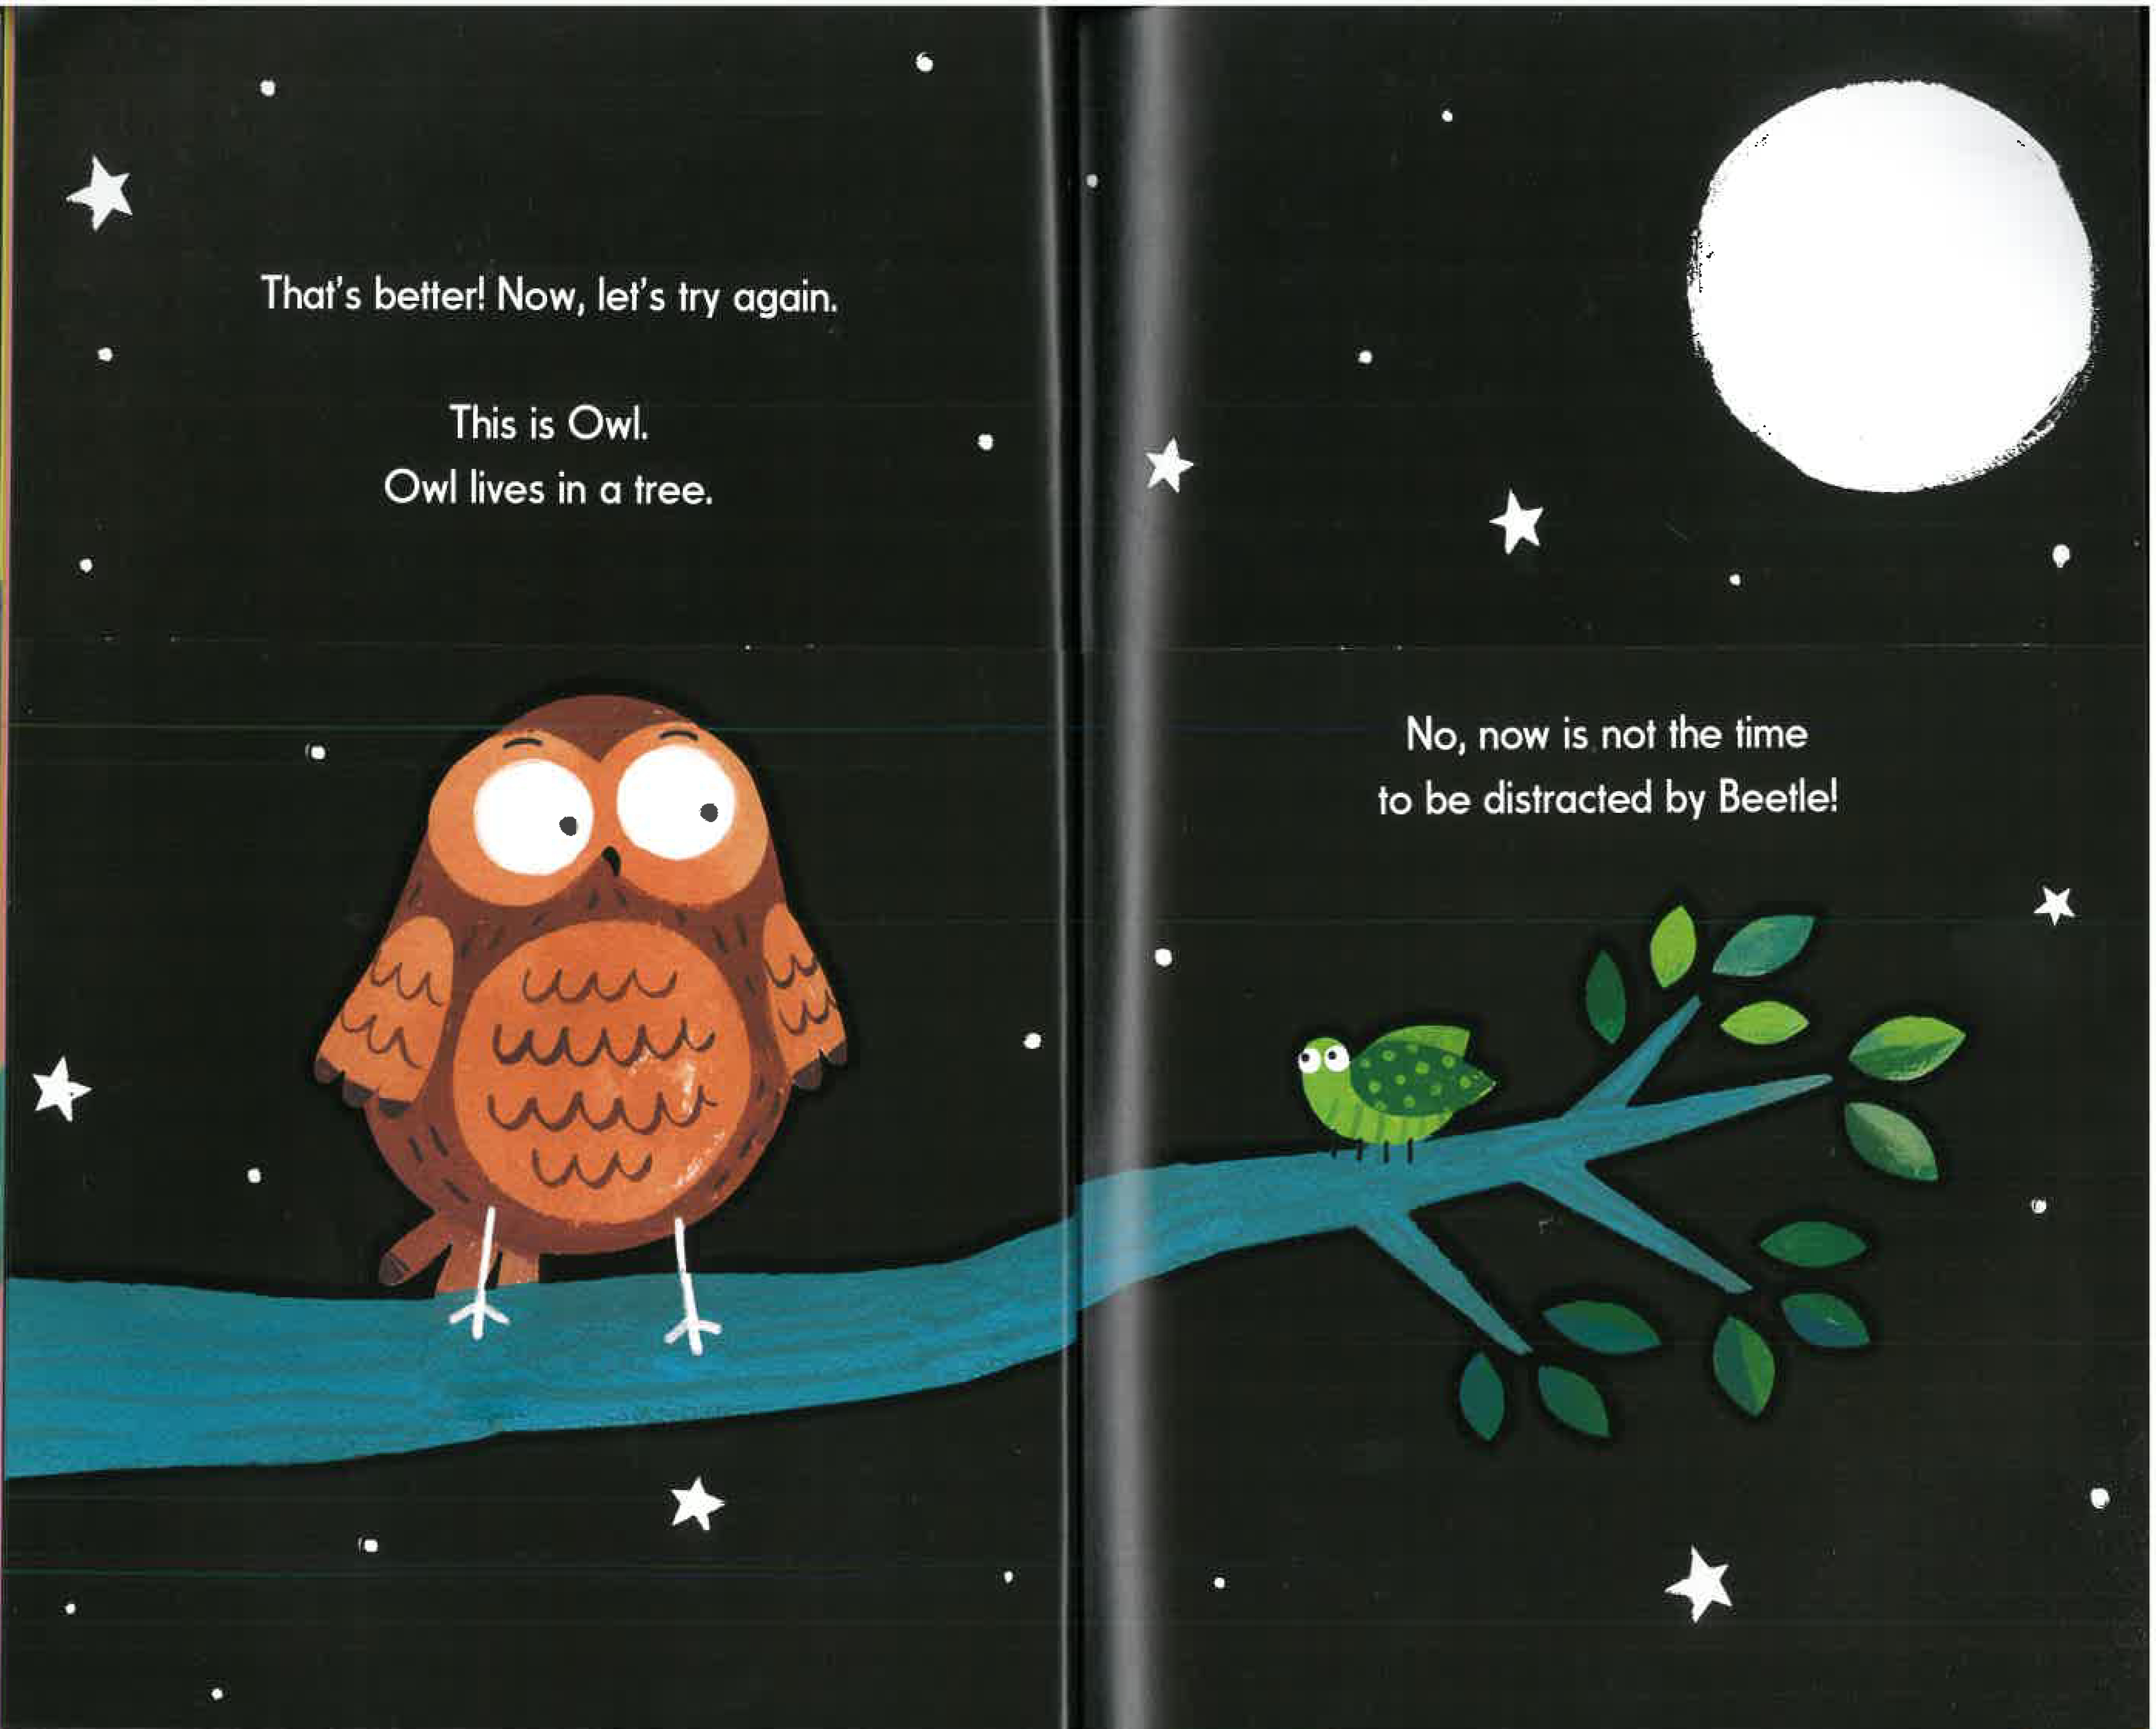 That's better! Now, let's try again.
This is Owl.
Owl lives in a tree.
No, now is not the time
to be distracted by Beetle!